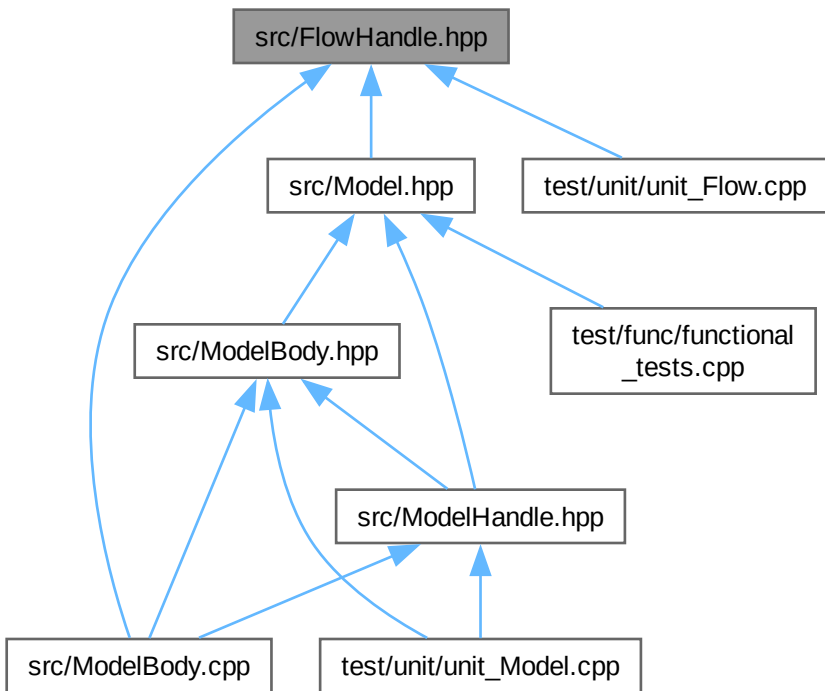 src/FlowHandle.hpp
src/Model.hpp
test/unit/unit_Flow.cpp
src/ModelBody.hpp
test/func/functional
_tests.cpp
src/ModelHandle.hpp
src/ModelBody.cpp
test/unit/unit_Model.cpp